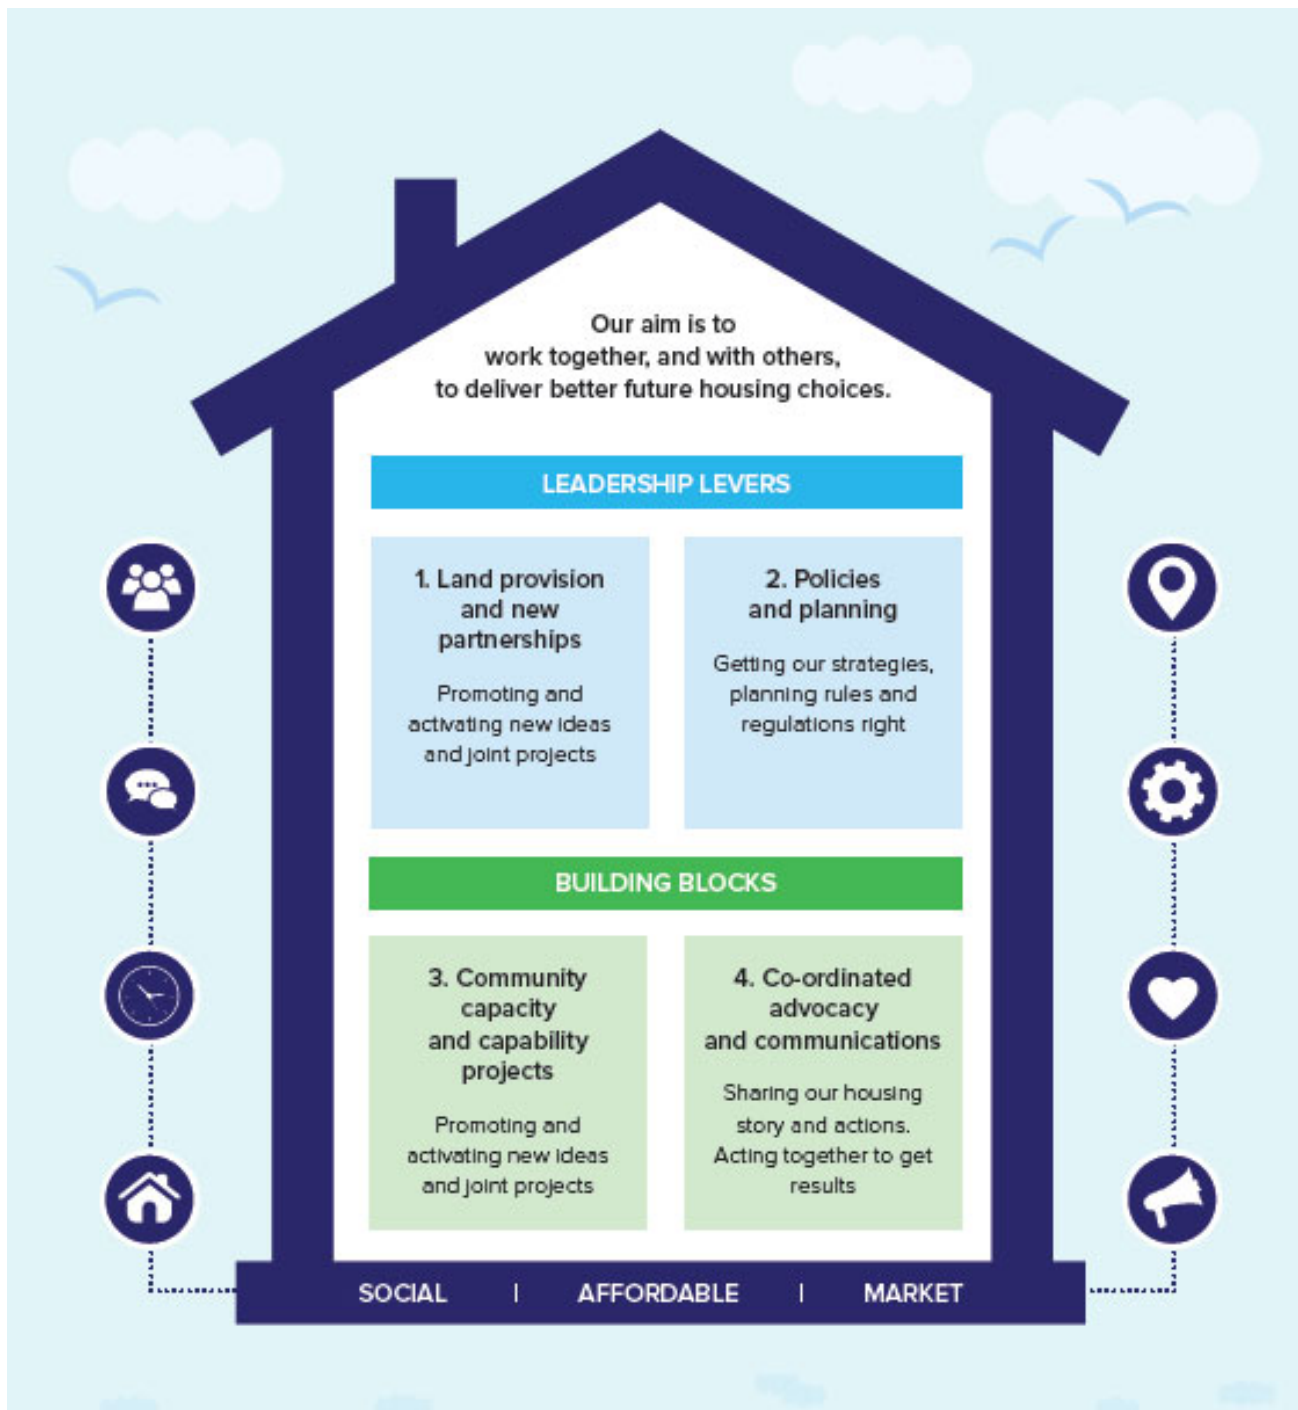 Our aim is to
work together, and with others,
to deliver better future housing choices.
LEADERSHIP LEVERS
1. Land provision
and new
partnerships
Promoting and
activating new ideas
and joint projects
2. Policies
and planning
Getting our strategies,
planning rules and
regulations right
BUILDING BLOCKS
3. Community
capacity
and capability
projects
Promoting and
activating new ideas
and joint projects
4. Co-ordinated
advocacy
and communications
Sharing our housing
story and actions.
Acting together to get
results
SOCIAL | AFFORDABLE | MARKET